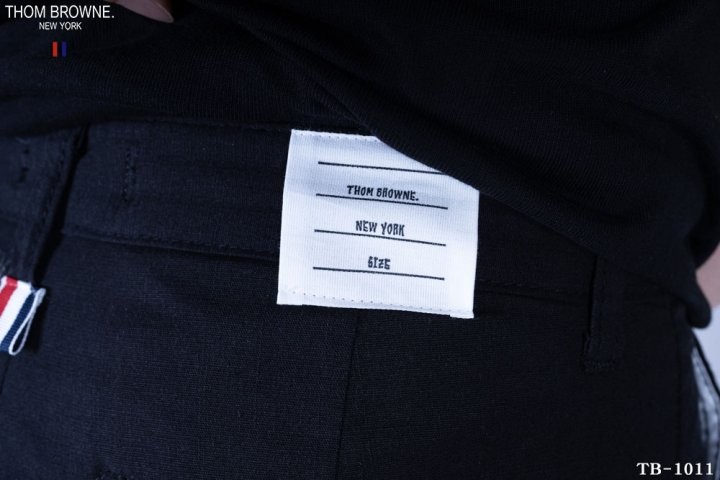 THOM BROWNE.
NEW YORK
THOM BROWNE.
NEW YORK
SIZE
TB-1011